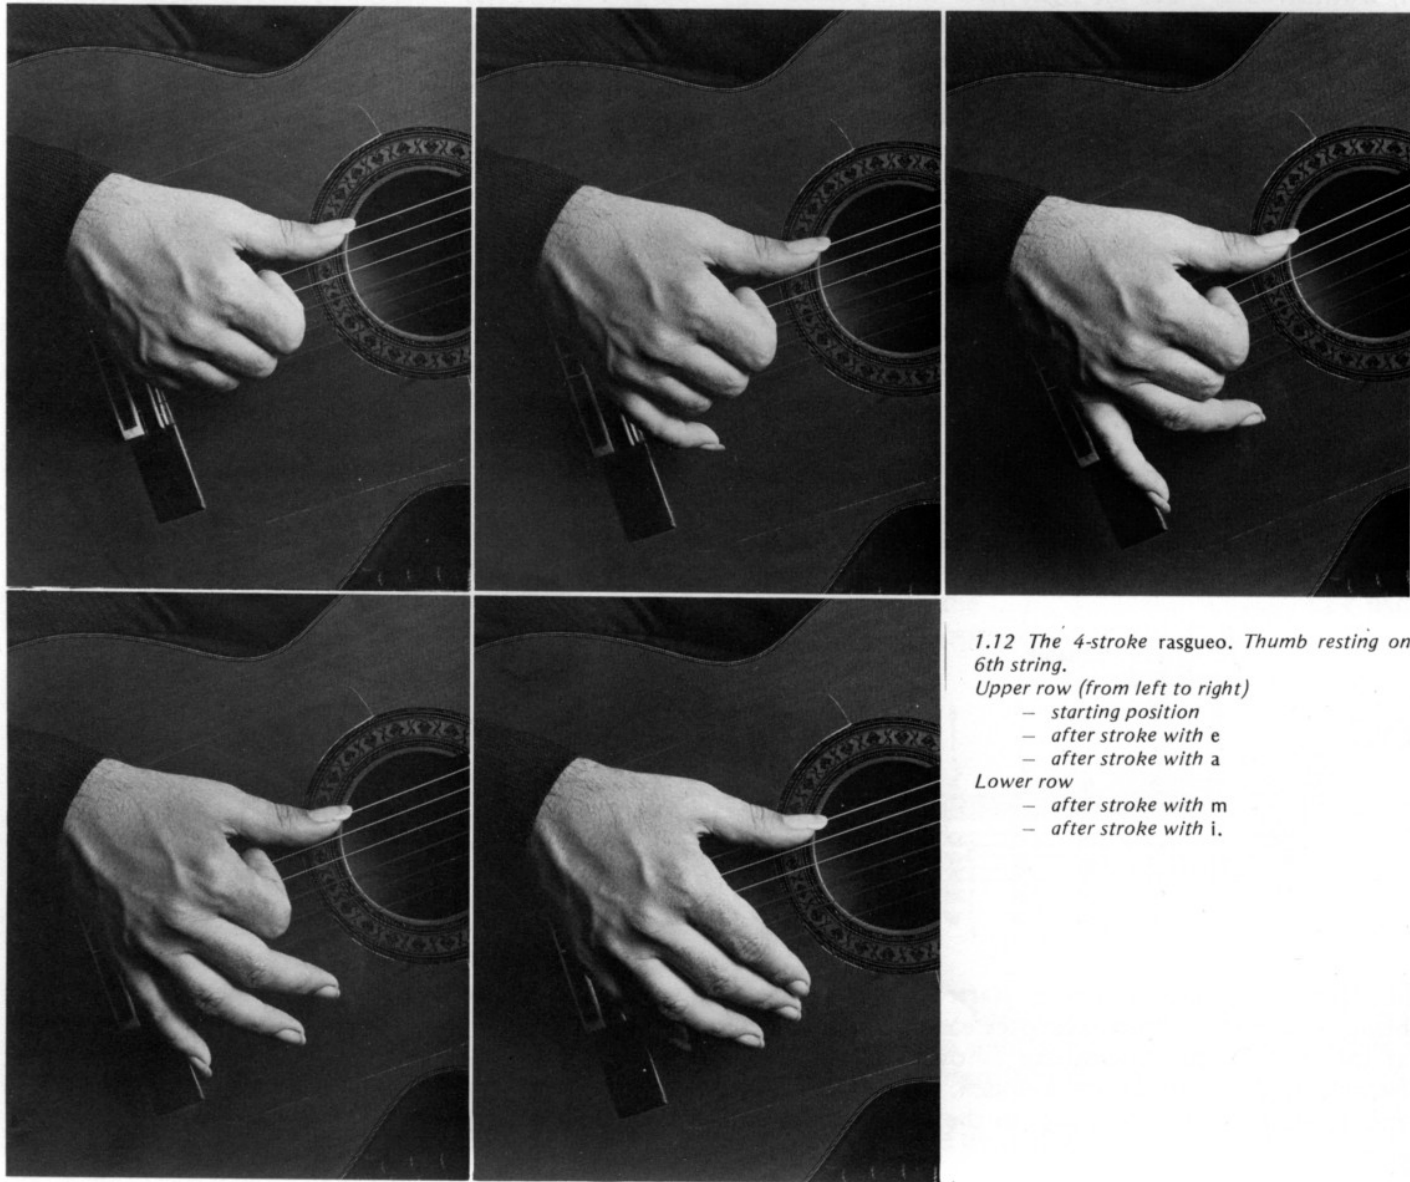 1.12 The 4-stroke rasgueo. Thumb resting on
6th string.
Upper row (from left to right)
– starting position
– after stroke with e
– after stroke with a
Lower row
– after stroke with m
– after stroke with i.